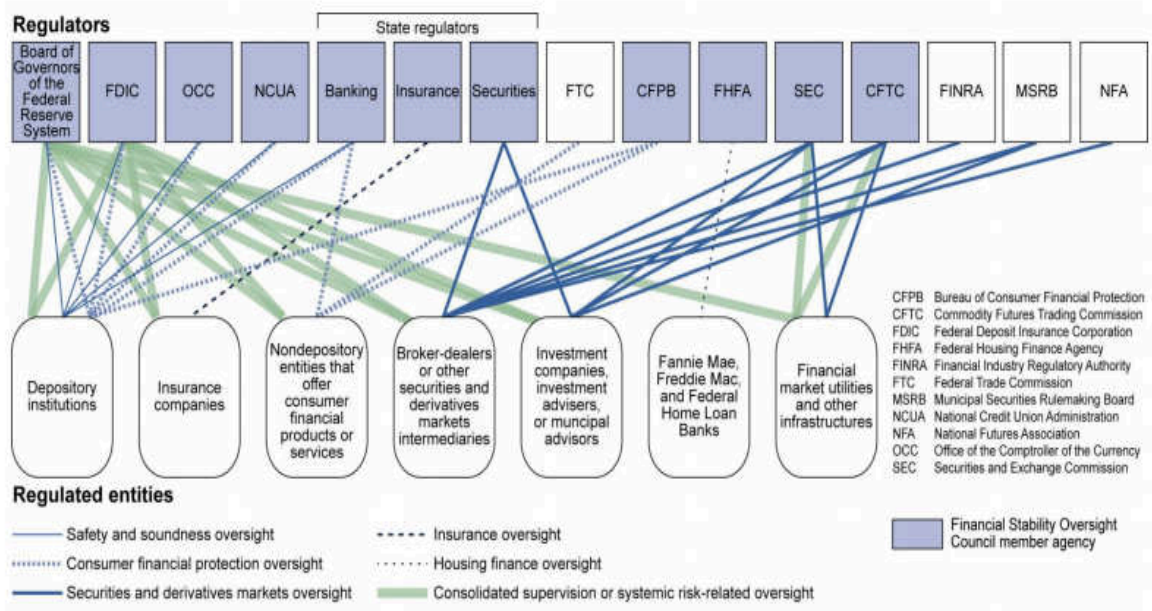 Regulators
State regulators
Board of
Governors
of the
Federal
Reserve
System
FDIC
OCC
NCUA
Banking
Insurance
Securities
FTC
CFPB
FHFA
SEC
CFTC
FINRA
MSRB
NFA
Depository
institutions
Insurance
companies
Nondepository
entities that
offer
consumer
financial
products or
services
Broker-dealers
or other
securities and
derivatives
markets
intermediaries
Investment
companies,
investment
advisers,
or muncipal
advisors
Fannie Mae,
Freddie Mac,
and Federal
Home Loan
Banks
Financial
market utilities
and other
infrastructures
CFPB Bureau of Consumer Financial Protection
CFTC Commodity Futures Trading Commission
FDIC Federal Deposit Insurance Corporation
FHFA Federal Housing Finance Agency
FINRA Financial Industry Regulatory Authority
FTC Federal Trade Commission
MSRB Municipal Securities Rulemaking Board
NCUA National Credit Union Administration
NFA National Futures Association
OCC Office of the Comptroller of the Currency
SEC Securities and Exchange Commission
Regulated entities
Safety and soundness oversight
Consumer financial protection oversight
Securities and derivatives markets oversight
Insurance oversight
Housing finance oversight
Consolidated supervision or systemic risk-related oversight
Financial Stability Oversight
Council member agency